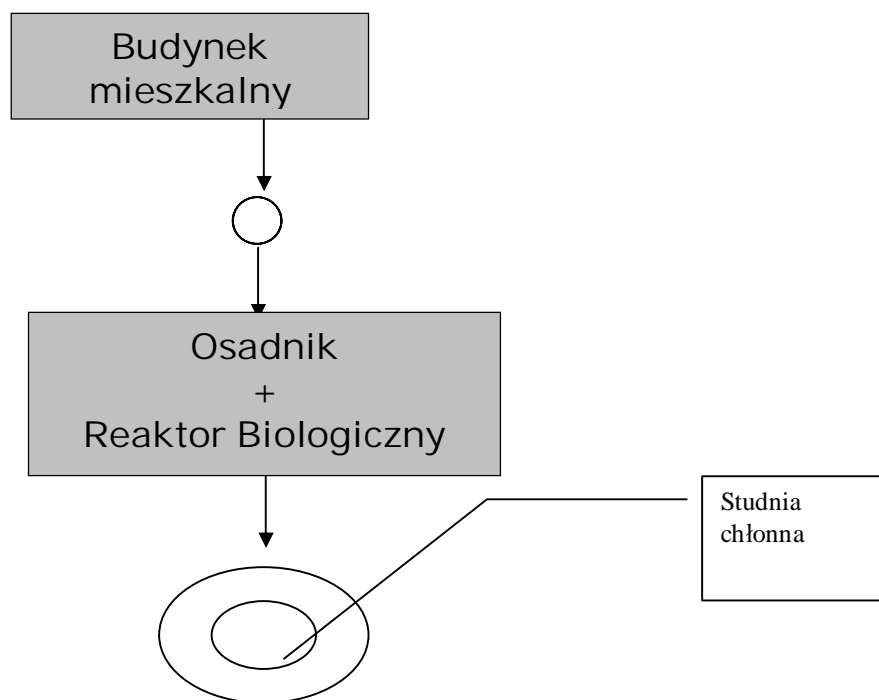 Budynek
mieszkalny
Osadnik
+
Reaktor Biologiczny
Studnia
chłonna